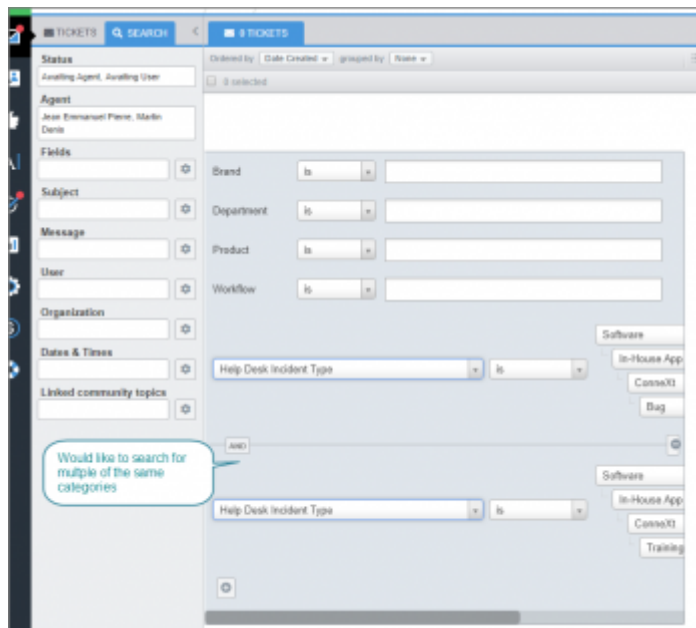 TICKETS
SEARCH
0 TICKETS
Status
Awaiting Agent, Awaiting User
Agent
Jean Emmanuel Pierre, Martin
Denis
Fields
Subject
Message
User
Organization
Dates & Times
Linked community topics
Ordered by Date Created grouped by None
0 selected
Brand is
Department is
Product is
Workflow is
Software
In-House App
ConneXt
Bug
Help Desk Incident Type is
AND
Would like to search for
multple of the same
categories
Software
In-House App
ConneXt
Training
Help Desk Incident Type is